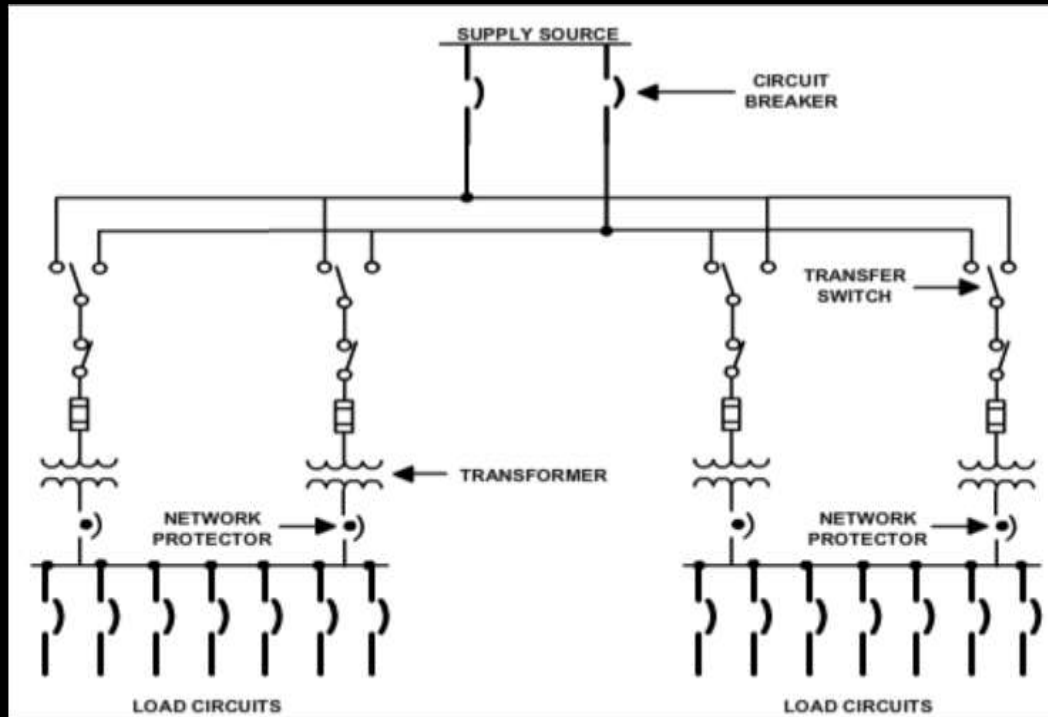 SUPPLY SOURCE
CIRCUIT
BREAKER
TRANSFER
SWITCH
TRANSFORMER
NETWORK
PROTECTOR
NETWORK
PROTECTOR
LOAD CIRCUITS
LOAD CIRCUITS